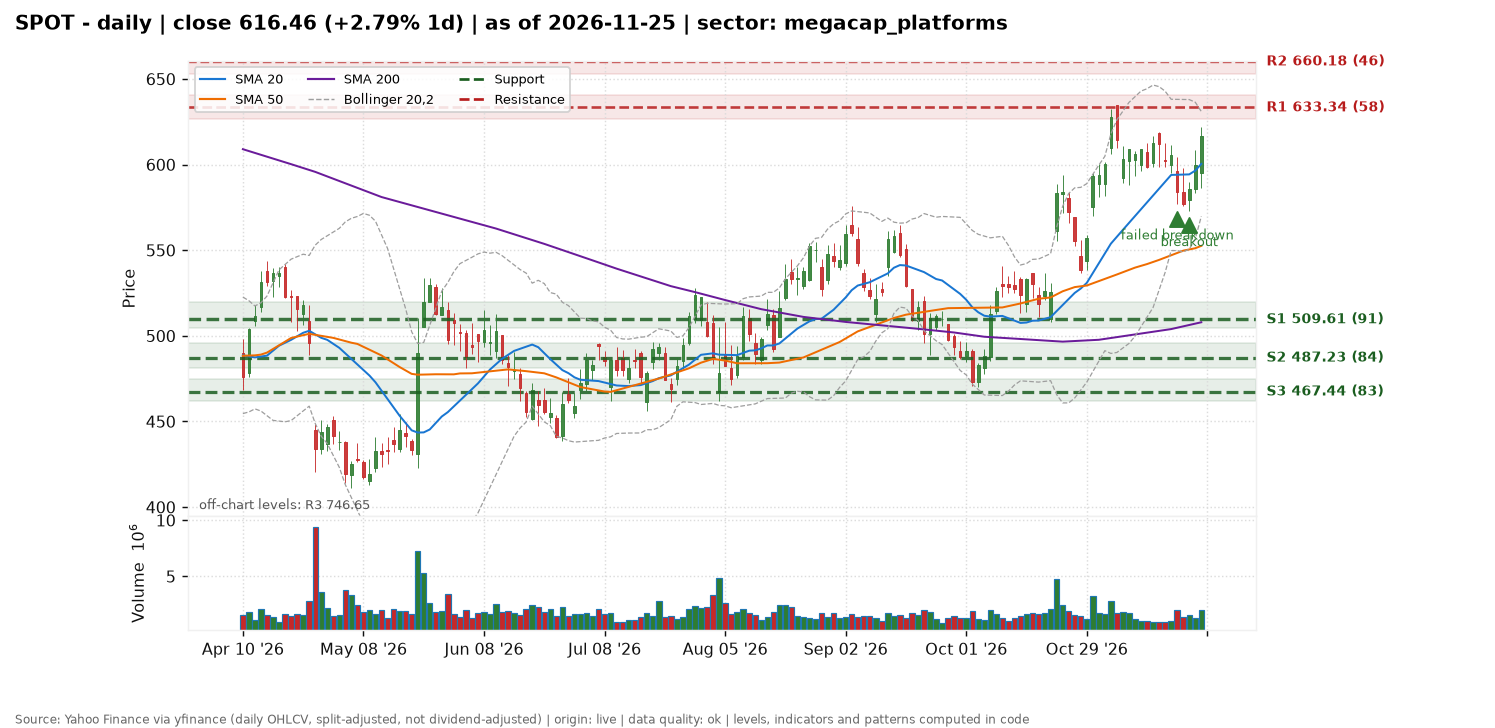 SPOT - daily | close 616.46 (+2.79% 1d) | as of 2026-11-25 | sector: megacap_platforms
SMA 20
SMA 50
SMA 200
Bollinger 20,2
Support
Resistance
R2 660.18 (46)
R1 633.34 (58)
S1 509.61 (91)
S2 487.23 (84)
S3 467.44 (83)
Price
650
600
550
500
450
400
failed breakdown
breakout
off-chart levels: R3 746.65
Volume 10^6
10
5
Apr 10 '26
May 08 '26
Jun 08 '26
Jul 08 '26
Aug 05 '26
Sep 02 '26
Oct 01 '26
Oct 29 '26
Source: Yahoo Finance via yfinance (daily OHLCV, split-adjusted, not dividend-adjusted) | origin: live | data quality: ok | levels, indicators and patterns computed in code